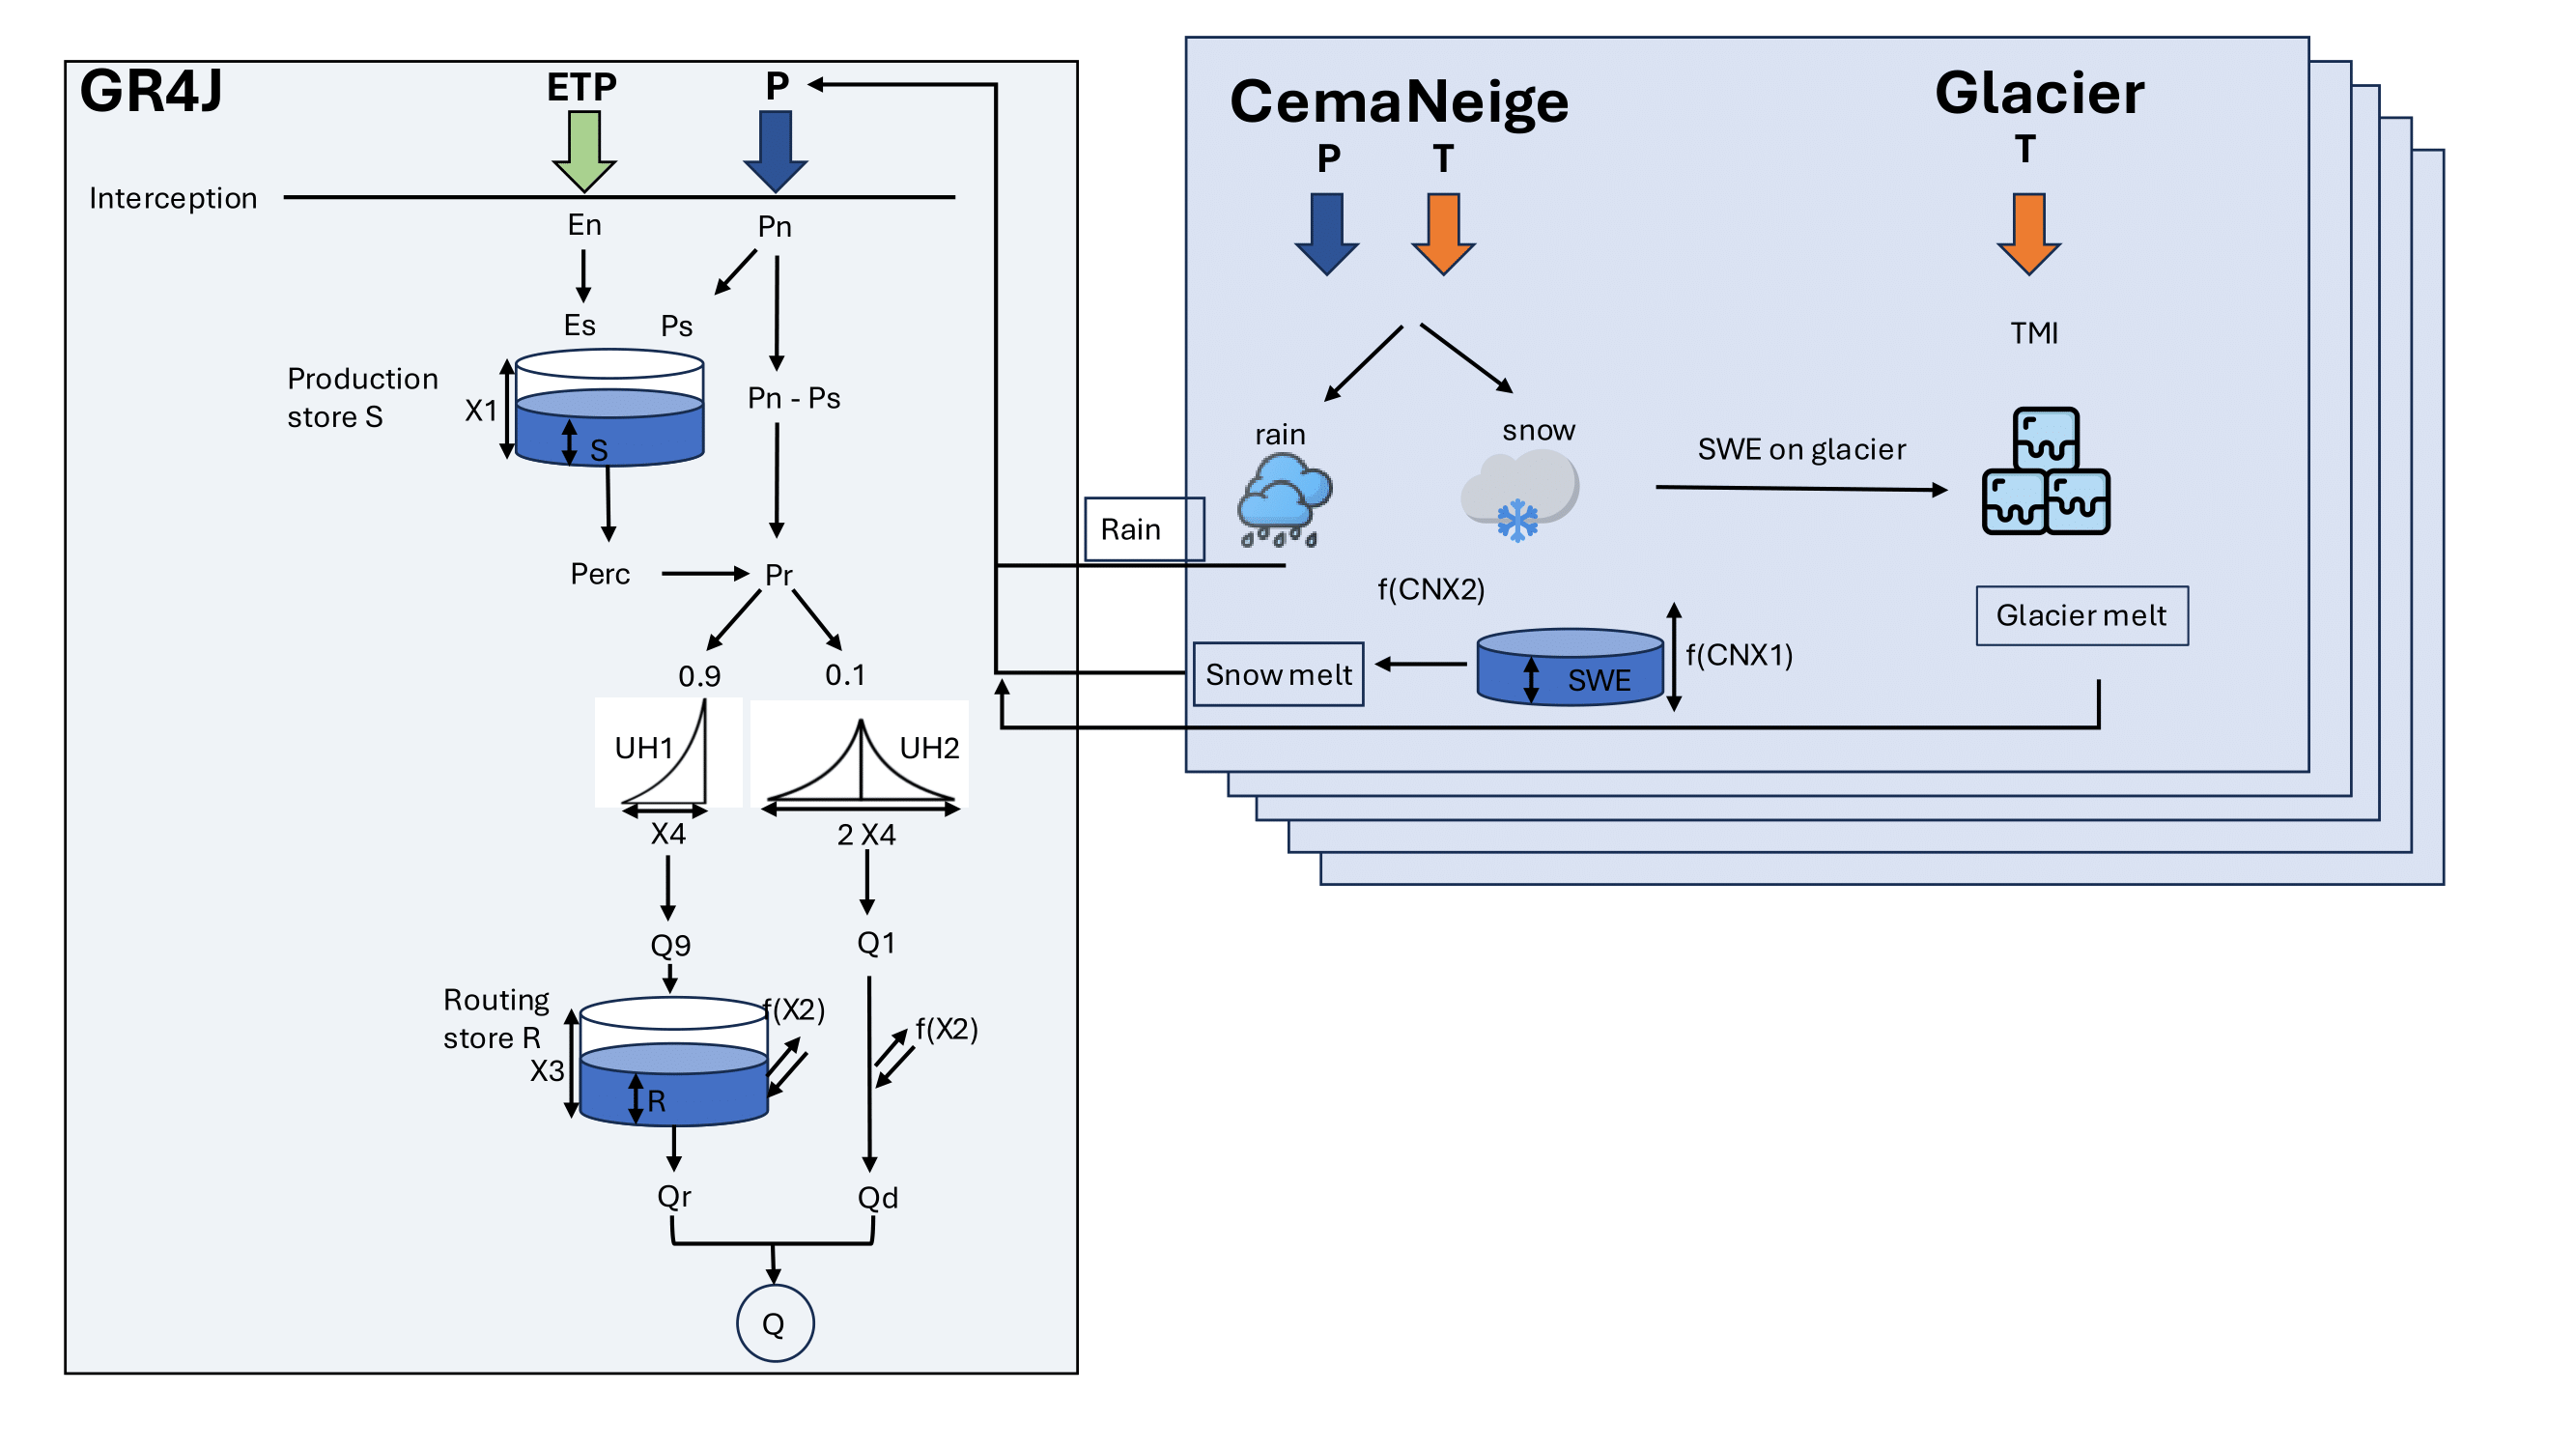 GR4J
ETP
P
Interception
En
Pn
Es
Ps
Production
store S
X1
S
Pn - Ps
Perc
Pr
0.9
0.1
UH1
UH2
X4
2 X4
Q9
Q1
Routing
store R
X3
R
f(X2)
f(X2)
Qr
Qd
Q
CemaNeige
Glacier
P
T
T
TMI
rain
snow
SWE on glacier
Rain
f(CNX2)
Snow melt
SWE
f(CNX1)
Glacier melt